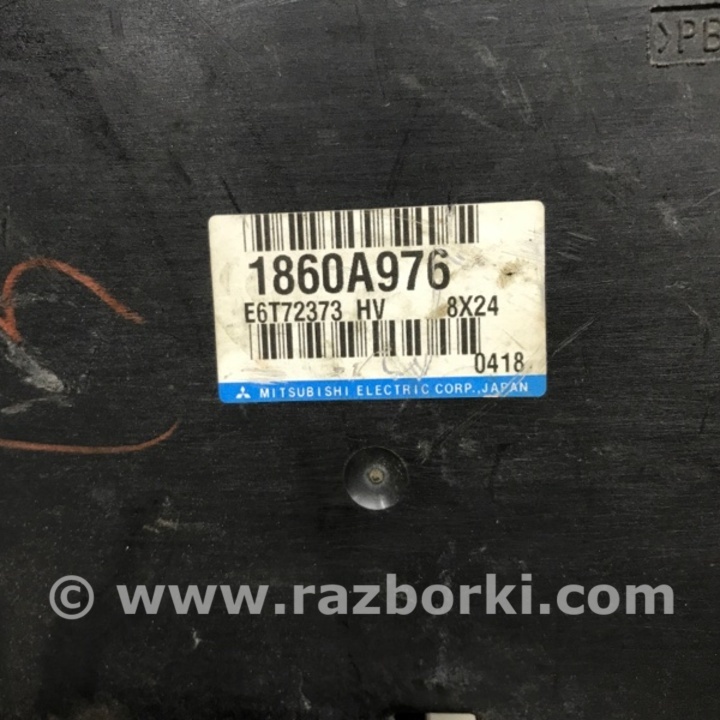 >PB
1860A976
E6T72373 HV 8X24
0418
MITSUBISHI ELECTRIC CORP., JAPAN
© www.razborki.com